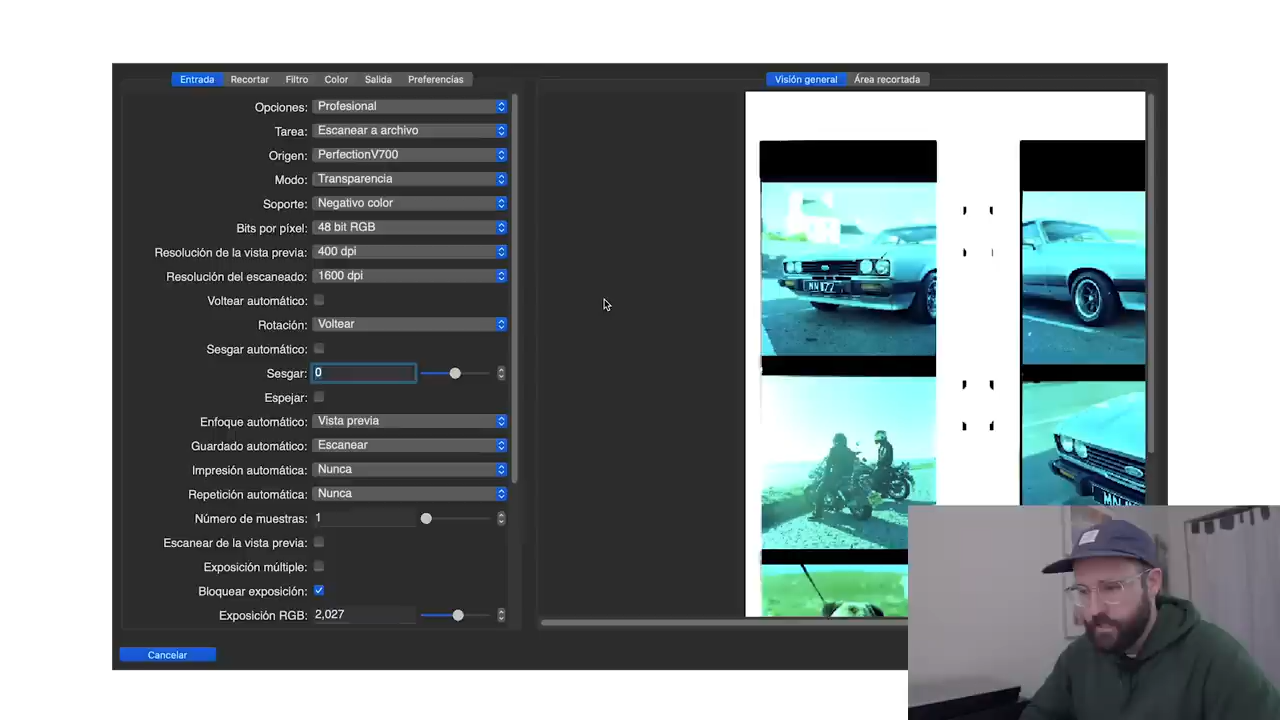 Entrada Recortar Filtro Color Salida Preferencias
Visión general Área recortada
Opciones: Profesional
Tarea: Escanear a archivo
Origen: PerfectionV700
Modo: Transparencia
Soporte: Negativo color
Bits por píxel: 48 bit RGB
Resolución de la vista previa: 400 dpi
Resolución del escaneado: 1600 dpi
Voltear automático:
Rotación: Voltear
Sesgar automático:
Sesgar: 0
Espejar:
Enfoque automático: Vista previa
Guardado automático: Escanear
Impresión automática: Nunca
Repetición automática: Nunca
Número de muestras: 1
Escanear de la vista previa:
Exposición múltiple:
Bloquear exposición:
Exposición RGB: 2,027
Cancelar